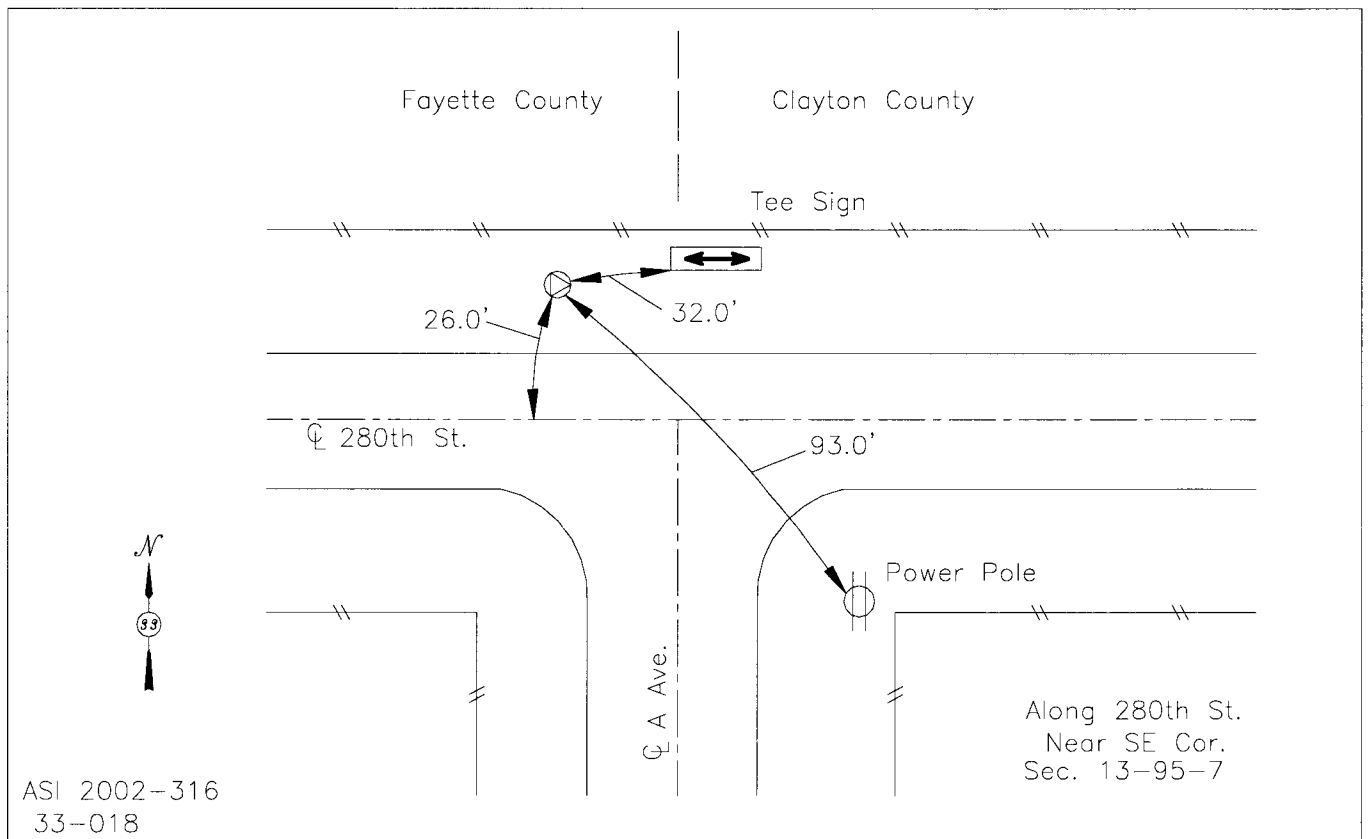 Fayette County
Clayton County
Tee Sign
32.0'
26.0'
℄ 280th St.
93.0'
N
33
Power Pole
℄ A Ave.
Along 280th St.
Near SE Cor.
Sec. 13-95-7
ASI 2002-316
33-018